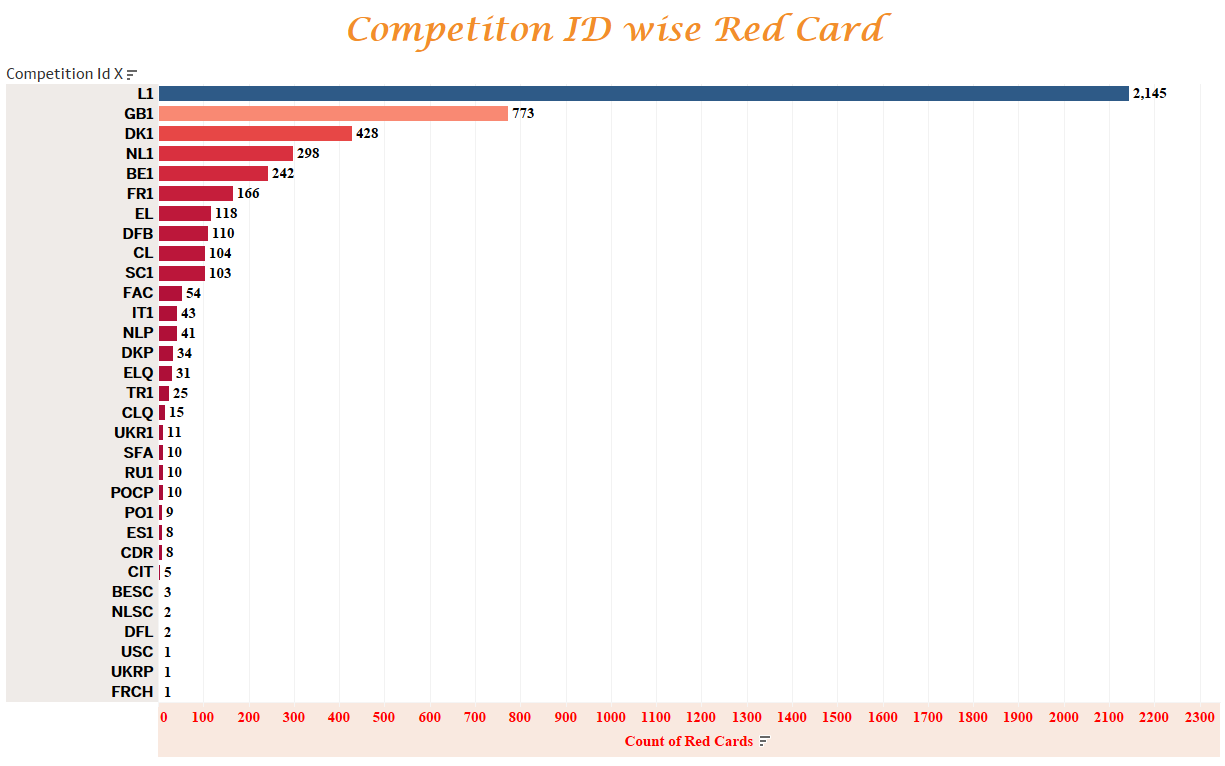 Competiton ID wise Red Card
Competition Id X
L1 2,145
GB1 773
DK1 428
NL1 298
BE1 242
FR1 166
EL 118
DFB 110
CL 104
SC1 103
FAC 54
IT1 43
NLP 41
DKP 34
ELQ 31
TR1 25
CLQ 15
UKR1 11
SFA 10
RU1 10
POCP 10
PO1 9
ES1 8
CDR 8
CIT 5
BESC 3
NLSC 2
DFL 2
USC 1
UKRP 1
FRCH 1
0 100 200 300 400 500 600 700 800 900 1000 1100 1200 1300 1400 1500 1600 1700 1800 1900 2000 2100 2200 2300
Count of Red Cards